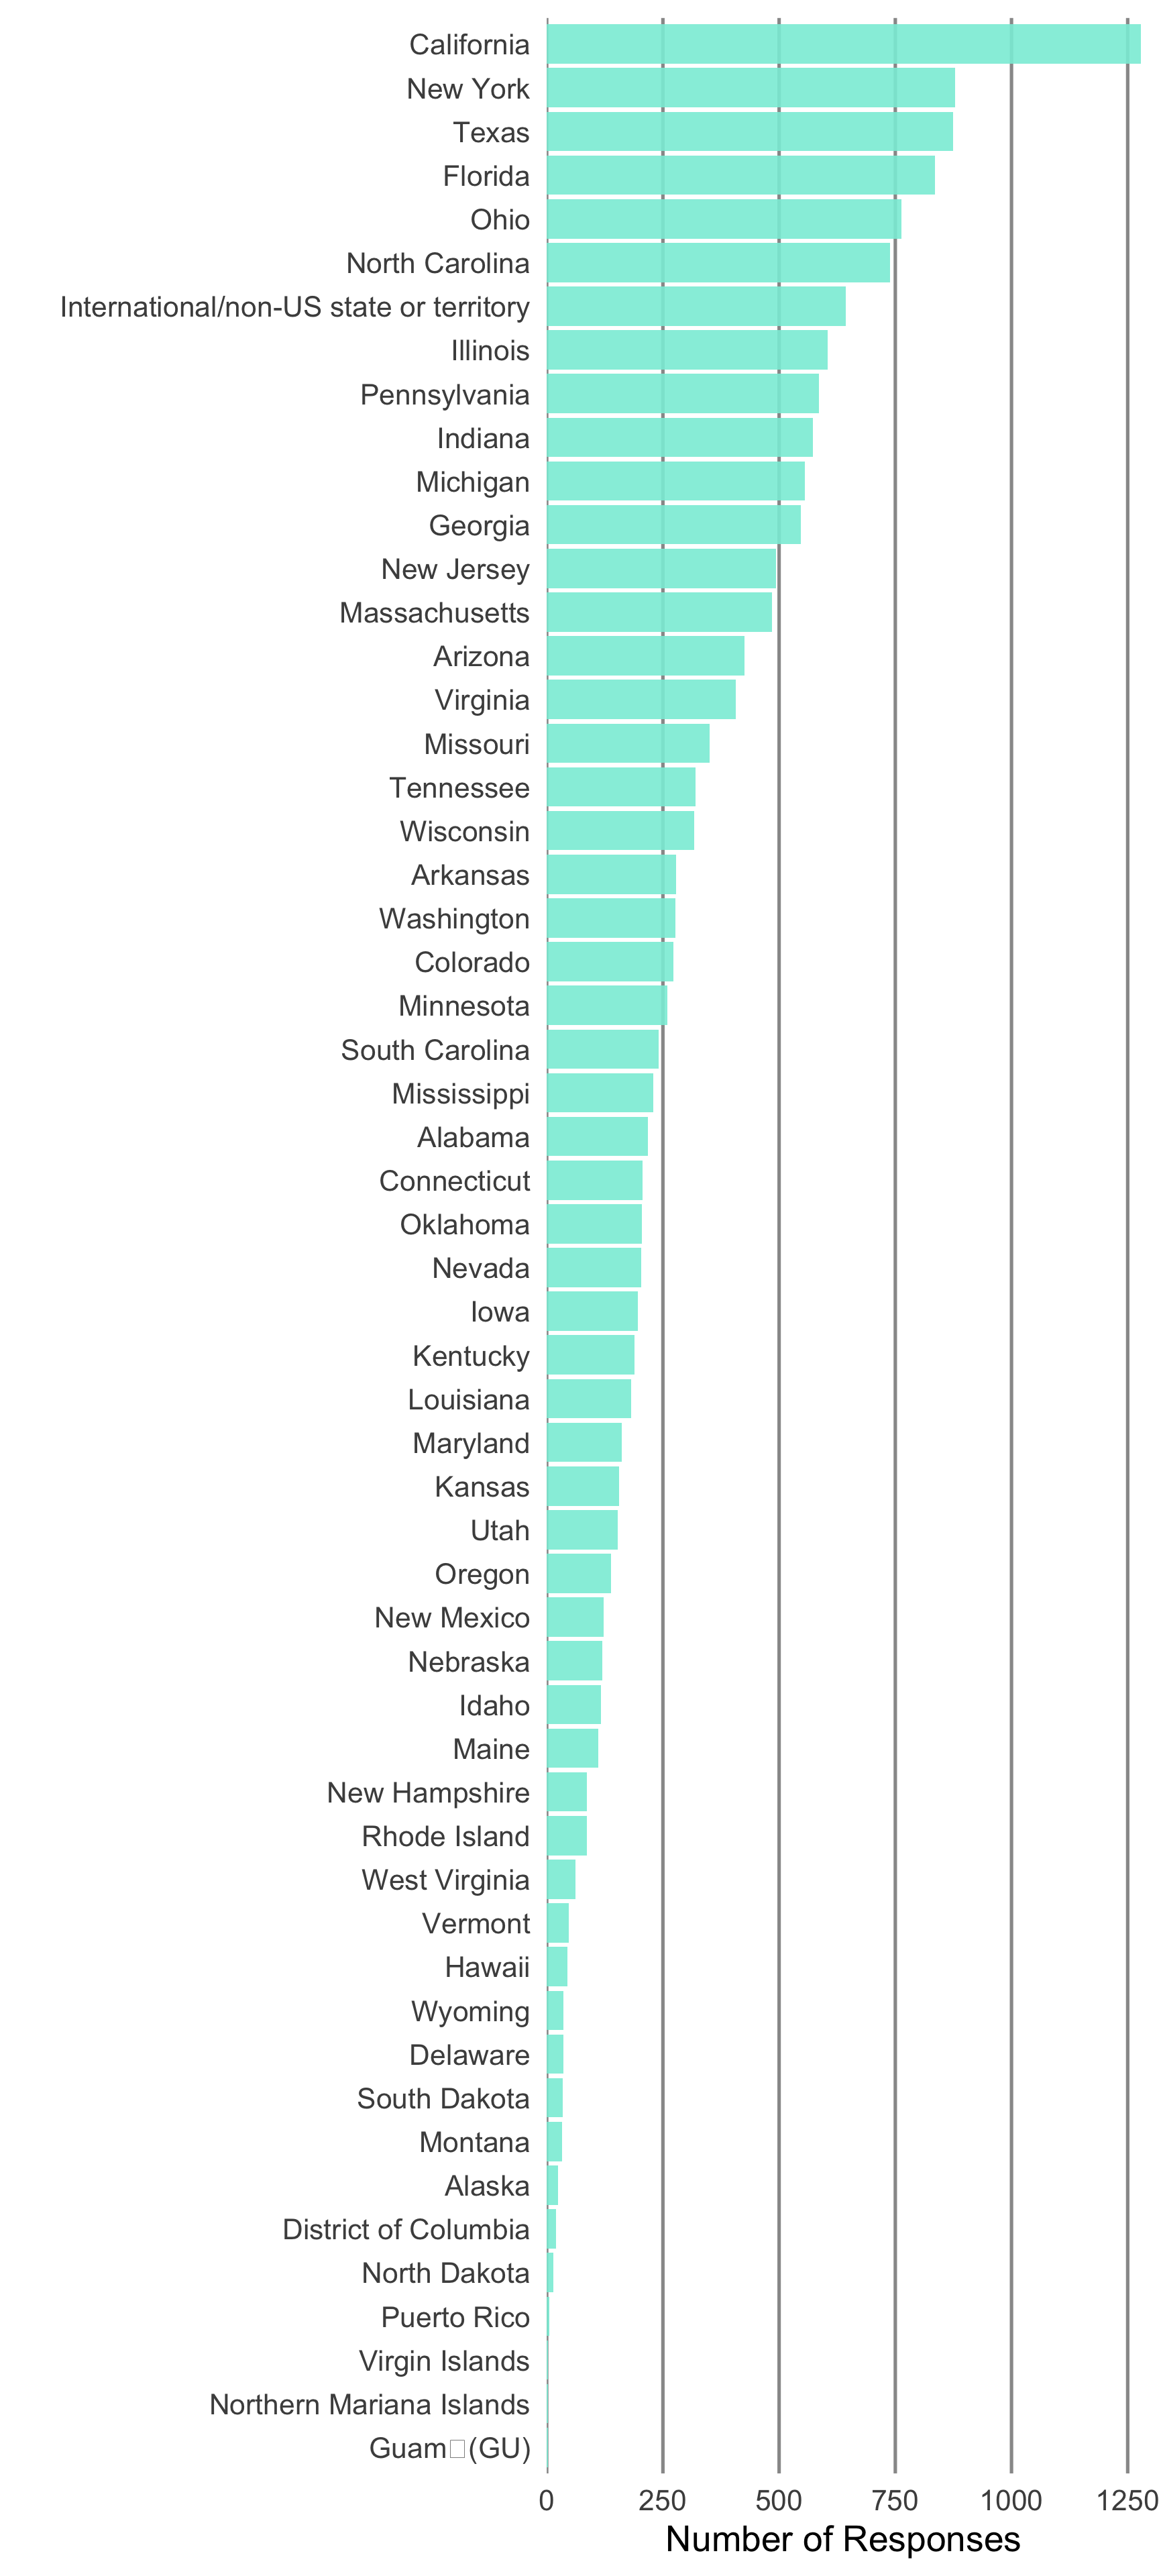 California
New York
Texas
Florida
Ohio
North Carolina
International/non-US state or territory
Illinois
Pennsylvania
Indiana
Michigan
Georgia
New Jersey
Massachusetts
Arizona
Virginia
Missouri
Tennessee
Wisconsin
Arkansas
Washington
Colorado
Minnesota
South Carolina
Mississippi
Alabama
Connecticut
Oklahoma
Nevada
Iowa
Kentucky
Louisiana
Maryland
Kansas
Utah
Oregon
New Mexico
Nebraska
Idaho
Maine
New Hampshire
Rhode Island
West Virginia
Vermont
Hawaii
Wyoming
Delaware
South Dakota
Montana
Alaska
District of Columbia
North Dakota
Puerto Rico
Virgin Islands
Northern Mariana Islands
Guam□(GU)
0 250 500 750 1000 1250
Number of Responses